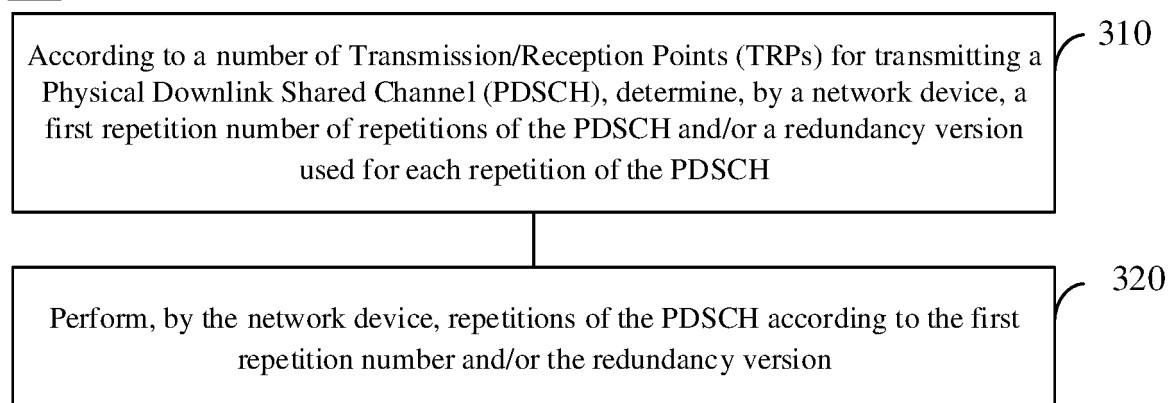 310
According to a number of Transmission/Reception Points (TRPs) for transmitting a
Physical Downlink Shared Channel (PDSCH), determine, by a network device, a
first repetition number of repetitions of the PDSCH and/or a redundancy version
used for each repetition of the PDSCH
320
Perform, by the network device, repetitions of the PDSCH according to the first
repetition number and/or the redundancy version